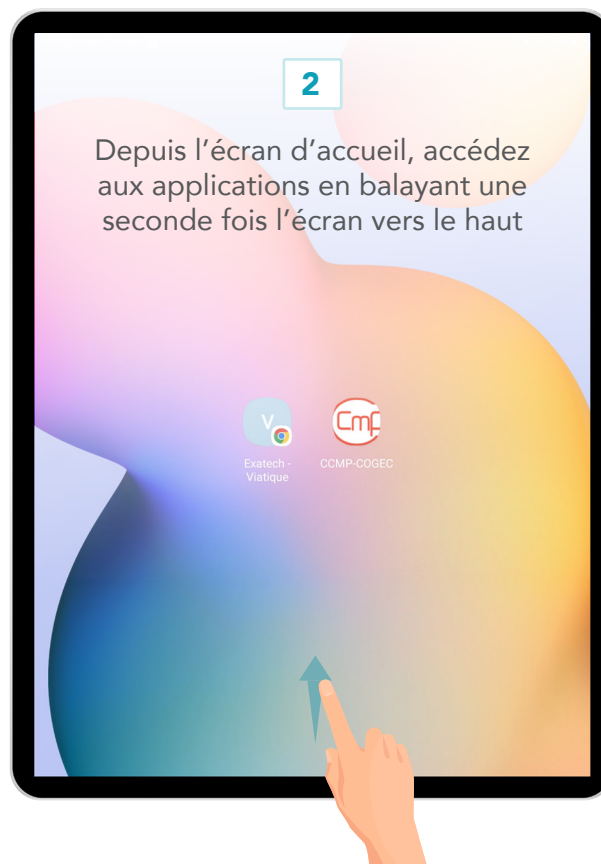 2
Depuis l’écran d’accueil, accédez
aux applications en balayant une
seconde fois l’écran vers le haut
V
Cmp
Exatech -
Viatique
CCMP-COGEC